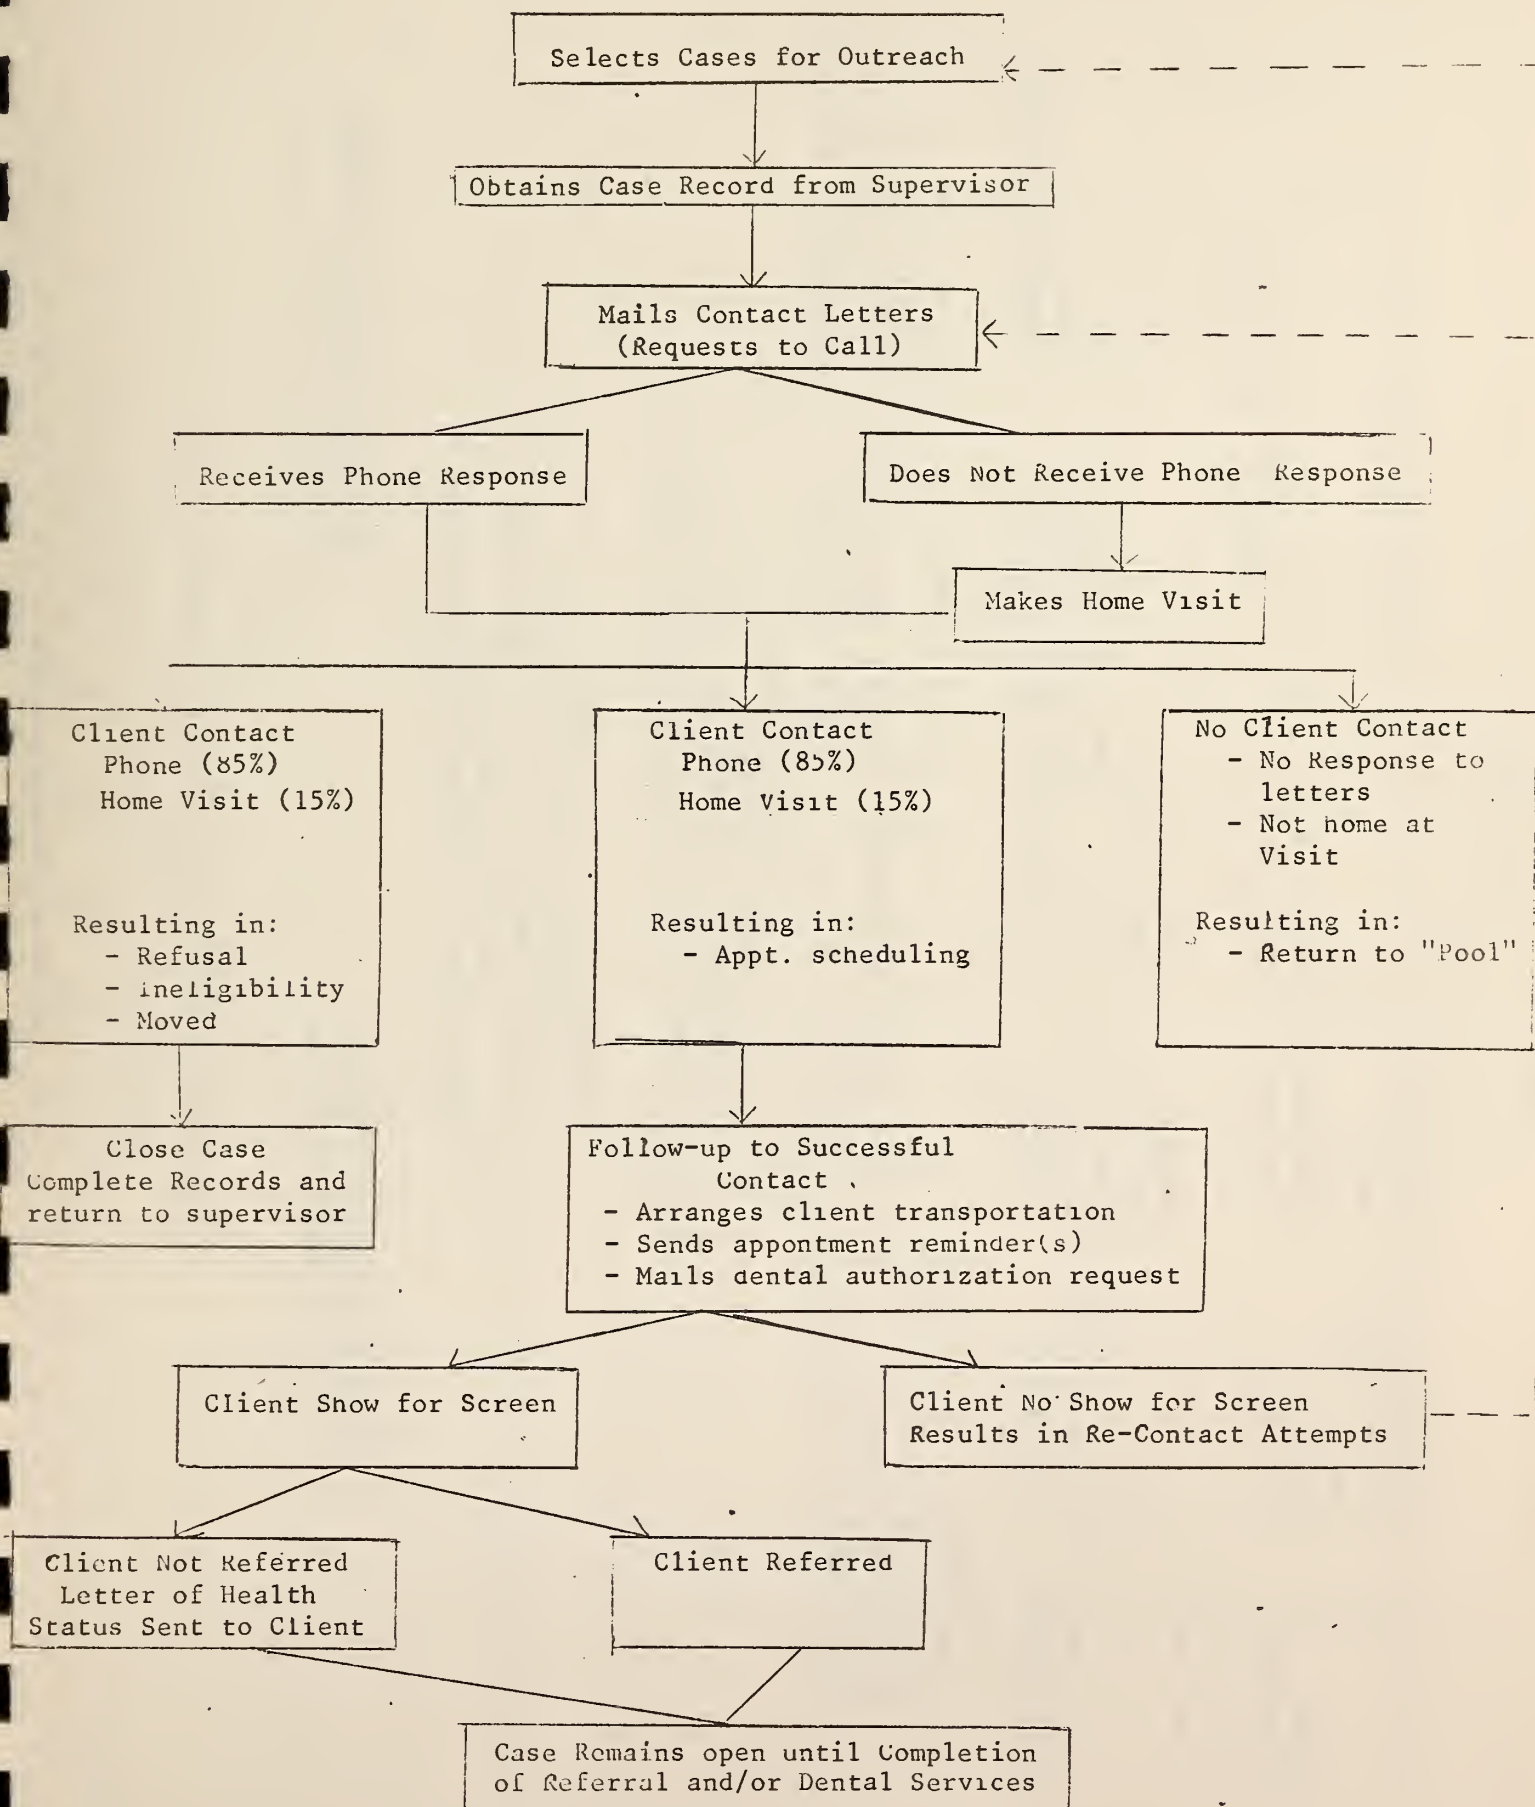 Selects Cases for Outreach
Obtains Case Record from Supervisor
Mails Contact Letters
(Requests to Call)
Receives Phone Response
Does Not Receive Phone Response
Makes Home Visit
Client Contact
Phone (85%)
Home Visit (15%)
Resulting in:
- Refusal
- ineligibility
- Moved
Client Contact
Phone (85%)
Home Visit (15%)
Resulting in:
- Appt. scheduling
No Client Contact
- No Response to
letters
- Not home at
Visit
Resulting in:
- Return to "Pool"
Close Case
Complete Records and
return to supervisor
Follow-up to Successful
Contact
- Arranges client transportation
- Sends appontment reminder(s)
- Mails dental authorization request
Client Show for Screen
Client No Show for Screen
Results in Re-Contact Attempts
Client Not Referred
Letter of Health
Status Sent to Client
Client Referred
Case Remains open until Completion
of Referral and/or Dental Services